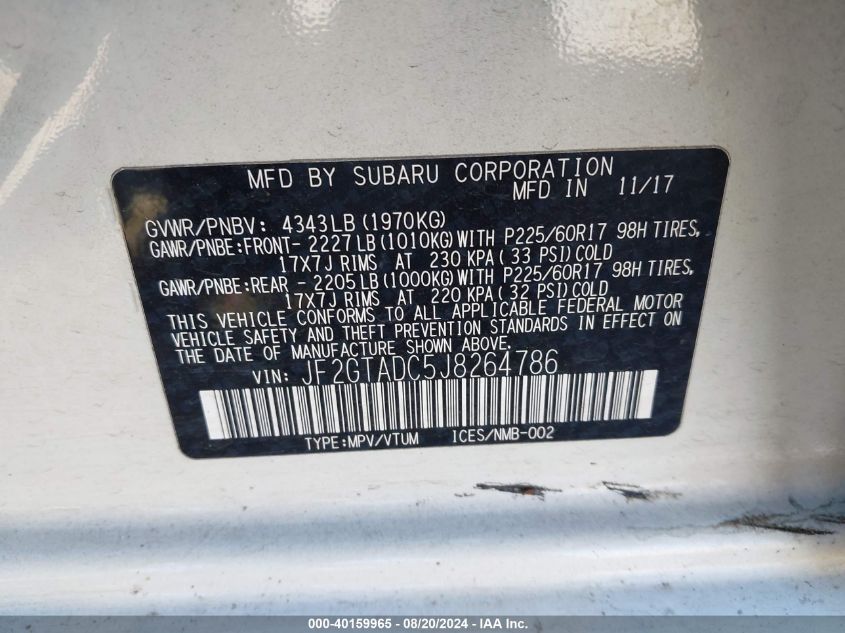 MFD BY SUBARU CORPORATION
MFD IN 11/17
GVWR/PNBV: 4343LB (1970KG)
GAWR/PNBE:FRONT- 2227LB (1010KG)WITH P225/60R17 98H TIRES,
17X7J RIMS AT 230 KPA (33 PSI)COLD
GAWR/PNBE:REAR - 2205LB (1000KG)WITH P225/60R17 98H TIRES,
17X7J RIMS AT 220 KPA (32 PSI)COLD
THIS VEHICLE CONFORMS TO ALL APPLICABLE FEDERAL MOTOR
VEHICLE SAFETY AND THEFT PREVENTION STANDARDS IN EFFECT ON
THE DATE OF MANUFACTURE SHOWN ABOVE.
VIN: JF2GTADC5J8264786
TYPE:MPV/VTUM ICES/NMB-002
000-40159965 - 08/20/2024 - IAA Inc.